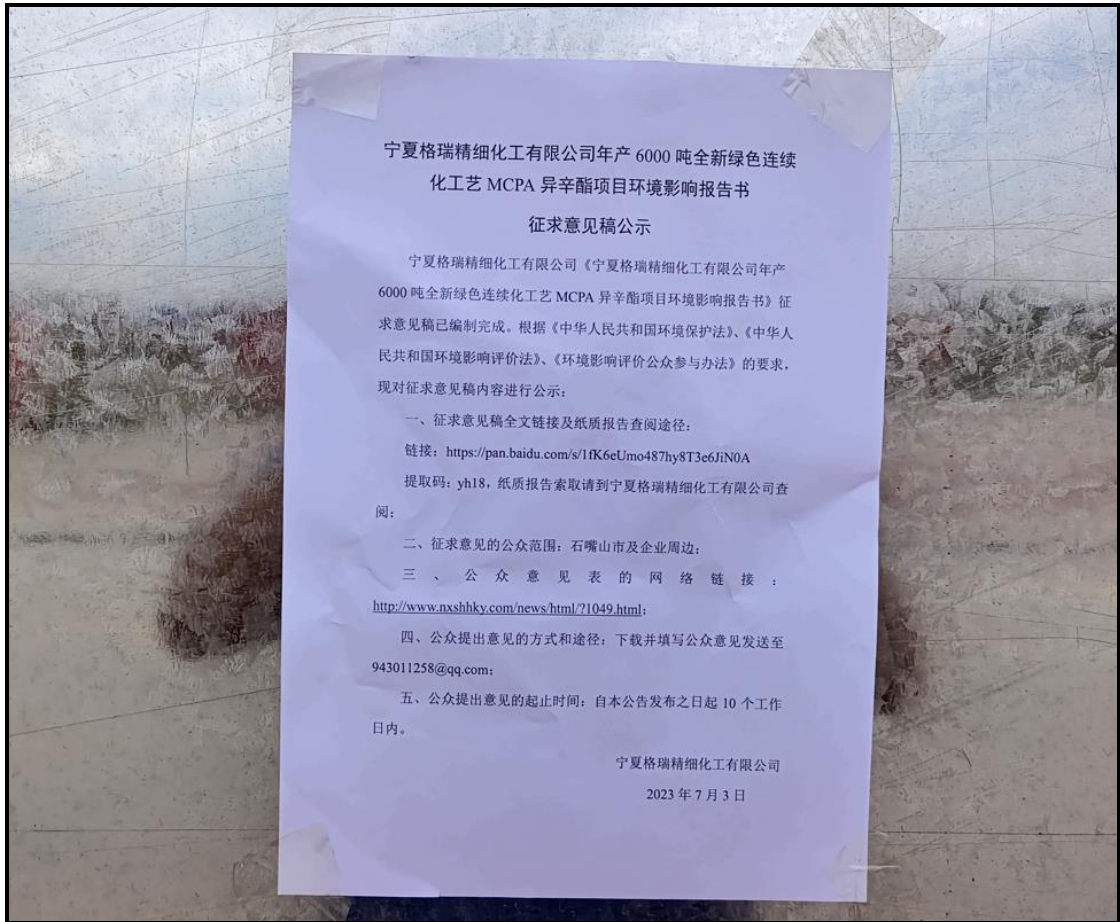 宁夏格瑞精细化工有限公司年产 6000 吨全新绿色连续
化工艺 MCPA 异辛酯项目环境影响报告书
征求意见稿公示
宁夏格瑞精细化工有限公司《宁夏格瑞精细化工有限公司年产
6000 吨全新绿色连续化工艺 MCPA 异辛酯项目环境影响报告书》征
求意见稿已编制完成。根据《中华人民共和国环境保护法》、《中华人
民共和国环境影响评价法》、《环境影响评价公众参与办法》的要求，
现对征求意见稿内容进行公示：
一、征求意见稿全文链接及纸质报告查阅途径：
链接：https://pan.baidu.com/s/1fK6eUmo487hy8T3e6JiN0A
提取码：yh18，纸质报告索取请到宁夏格瑞精细化工有限公司查
阅；
二、征求意见的公众范围：石嘴山市及企业周边；
三、公众意见表的网络链接：
http://www.nxshhky.com/news/html/?1049.html；
四、公众提出意见的方式和途径：下载并填写公众意见发送至
943011258@qq.com；
五、公众提出意见的起止时间：自本公告发布之日起 10 个工作
日内。
宁夏格瑞精细化工有限公司
2023 年 7 月 3 日